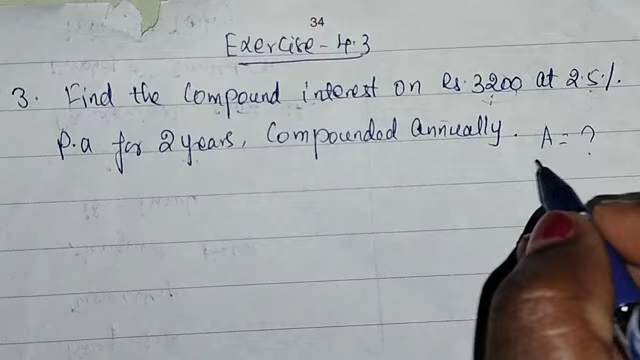 34
Exercise - 4.3
3. Find the Compound interest on Rs. 3200 at 2.5%.
p.a for 2 years, Compounded annually. A = ?